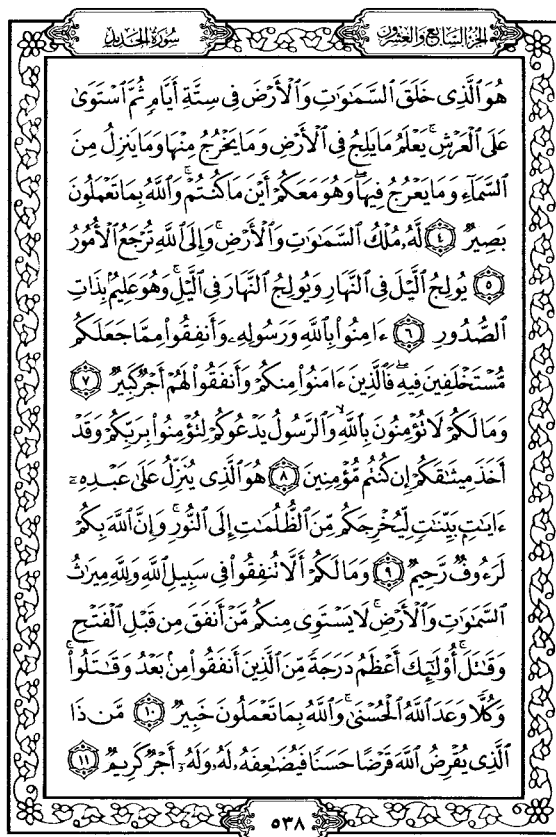 الجزء السابع والعشرون
سورة الحديد
هُوَ ٱلَّذِى خَلَقَ ٱلسَّمَٰوَٰتِ وَٱلْأَرْضَ فِى سِتَّةِ أَيَّامٍ ثُمَّ ٱسْتَوَىٰ
عَلَى ٱلْعَرْشِ ۚ يَعْلَمُ مَا يَلِجُ فِى ٱلْأَرْضِ وَمَا يَخْرُجُ مِنْهَا وَمَا يَنزِلُ مِنَ
ٱلسَّمَآءِ وَمَا يَعْرُجُ فِيهَا ۖ وَهُوَ مَعَكُمْ أَيْنَ مَا كُنتُمْ ۚ وَٱللَّهُ بِمَا تَعْمَلُونَ
بَصِيرٌ ٤ لَّهُۥ مُلْكُ ٱلسَّمَٰوَٰتِ وَٱلْأَرْضِ ۚ وَإِلَى ٱللَّهِ تُرْجَعُ ٱلْأُمُورُ
٥ يُولِجُ ٱلَّيْلَ فِى ٱلنَّهَارِ وَيُولِجُ ٱلنَّهَارَ فِى ٱلَّيْلِ ۚ وَهُوَ عَلِيمٌۢ بِذَاتِ
ٱلصُّدُورِ ٦ ءَامِنُوا۟ بِٱللَّهِ وَرَسُولِهِۦ وَأَنفِقُوا۟ مِمَّا جَعَلَكُم
مُّسْتَخْلَفِينَ فِيهِ ۖ فَٱلَّذِينَ ءَامَنُوا۟ مِنكُمْ وَأَنفَقُوا۟ لَهُمْ أَجْرٌ كَبِيرٌ ٧
وَمَا لَكُمْ لَا تُؤْمِنُونَ بِٱللَّهِ ۙ وَٱلرَّسُولُ يَدْعُوكُمْ لِتُؤْمِنُوا۟ بِرَبِّكُمْ وَقَدْ
أَخَذَ مِيثَٰقَكُمْ إِن كُنتُم مُّؤْمِنِينَ ٨ هُوَ ٱلَّذِى يُنَزِّلُ عَلَىٰ عَبْدِهِۦٓ
ءَايَٰتٍۭ بَيِّنَٰتٍ لِّيُخْرِجَكُم مِّنَ ٱلظُّلُمَٰتِ إِلَى ٱلنُّورِ ۚ وَإِنَّ ٱللَّهَ بِكُمْ
لَرَءُوفٌ رَّحِيمٌ ٩ وَمَا لَكُمْ أَلَّا تُنفِقُوا۟ فِى سَبِيلِ ٱللَّهِ وَلِلَّهِ مِيرَٰثُ
ٱلسَّمَٰوَٰتِ وَٱلْأَرْضِ ۚ لَا يَسْتَوِى مِنكُم مَّنْ أَنفَقَ مِن قَبْلِ ٱلْفَتْحِ
وَقَٰتَلَ ۚ أُو۟لَٰٓئِكَ أَعْظَمُ دَرَجَةً مِّنَ ٱلَّذِينَ أَنفَقُوا۟ مِنۢ بَعْدُ وَقَٰتَلُوا۟ ۚ
وَكُلًّا وَعَدَ ٱللَّهُ ٱلْحُسْنَىٰ ۚ وَٱللَّهُ بِمَا تَعْمَلُونَ خَبِيرٌ ١٠ مَّن ذَا
ٱلَّذِى يُقْرِضُ ٱللَّهَ قَرْضًا حَسَنًا فَيُضَٰعِفَهُۥ لَهُۥ وَلَهُۥٓ أَجْرٌ كَرِيمٌ ١١
٥٣٨